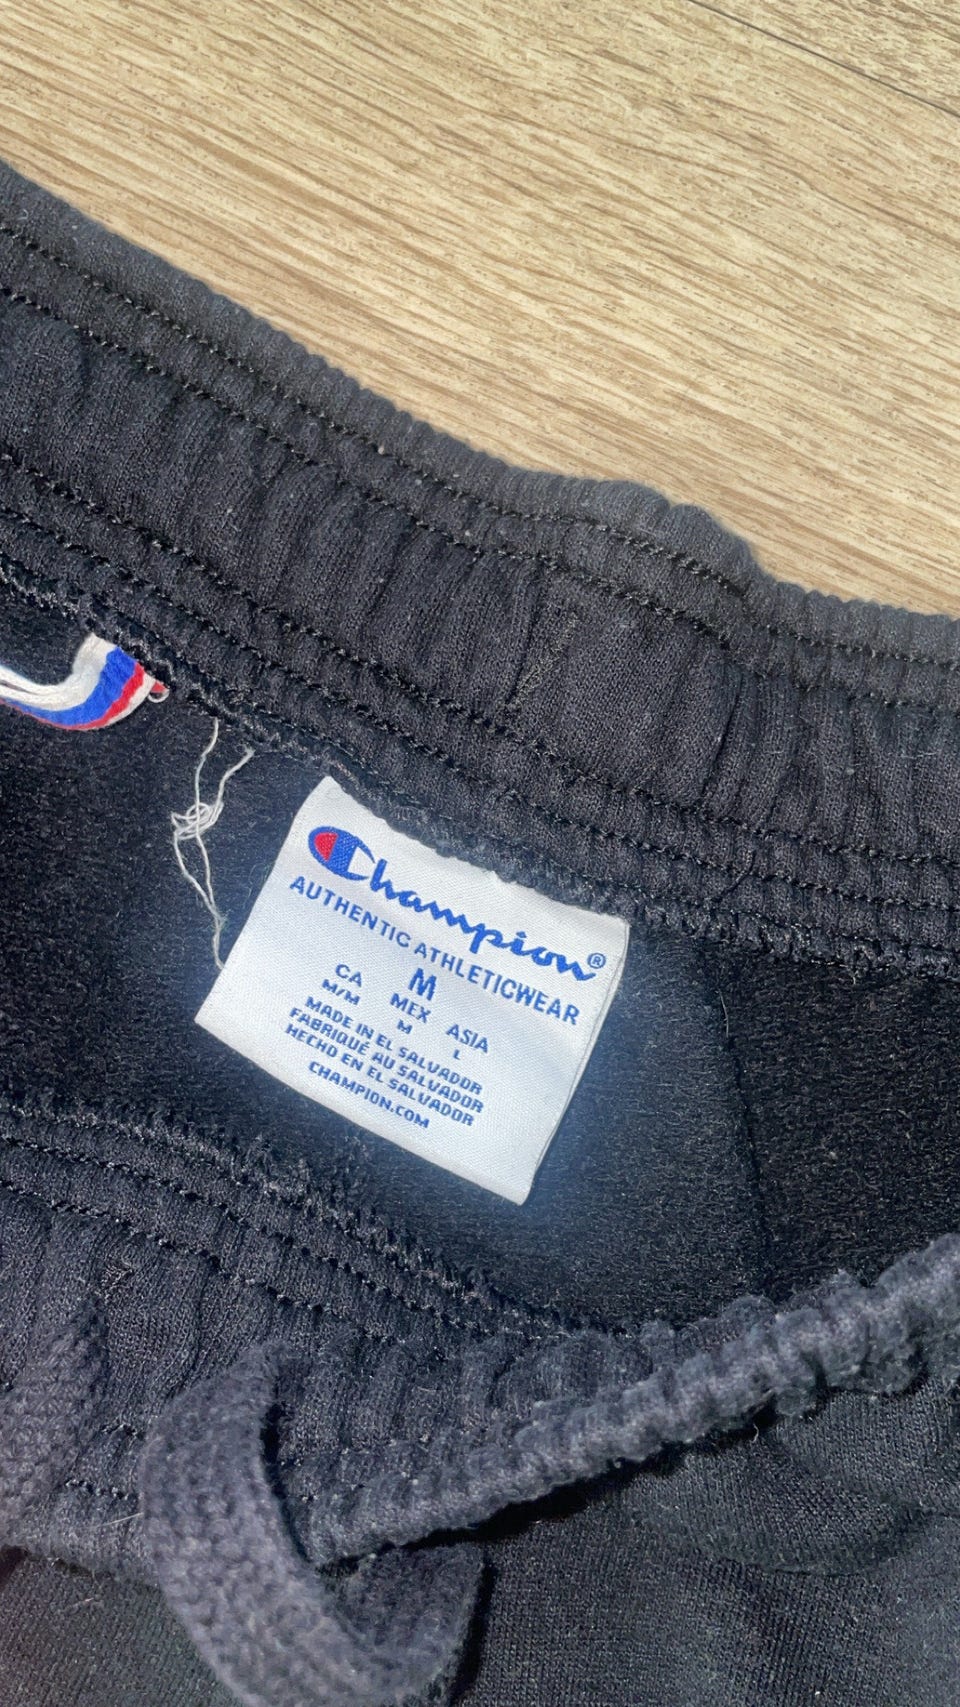 Champion®
AUTHENTIC ATHLETICWEAR
M
CA MEX ASIA
M/M M L
MADE IN EL SALVADOR
FABRIQUÉ AU SALVADOR
HECHO EN EL SALVADOR
CHAMPION.COM